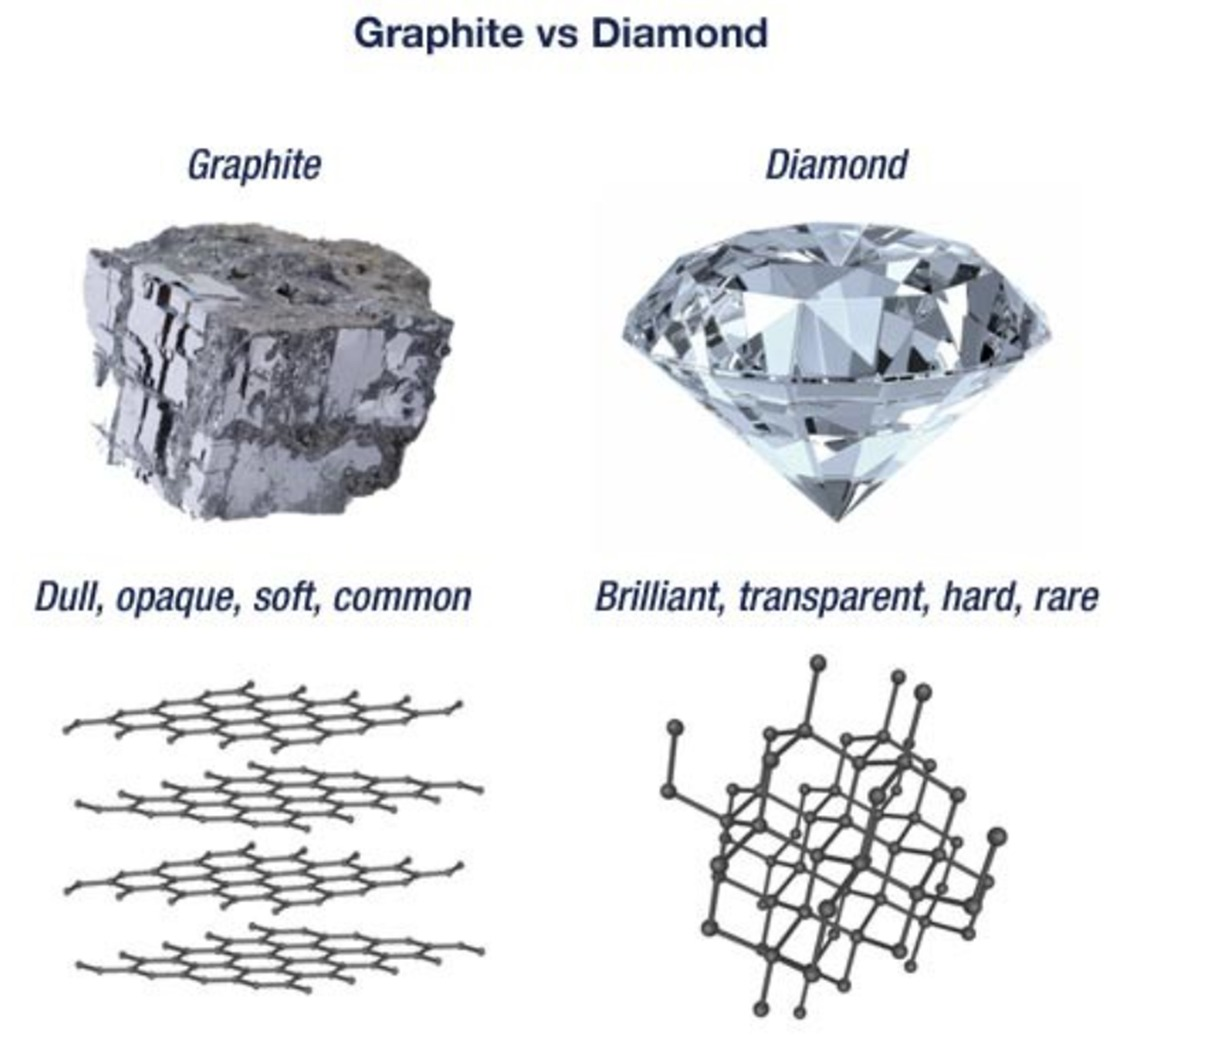 Graphite vs Diamond
Graphite
Diamond
Dull, opaque, soft, common
Brilliant, transparent, hard, rare